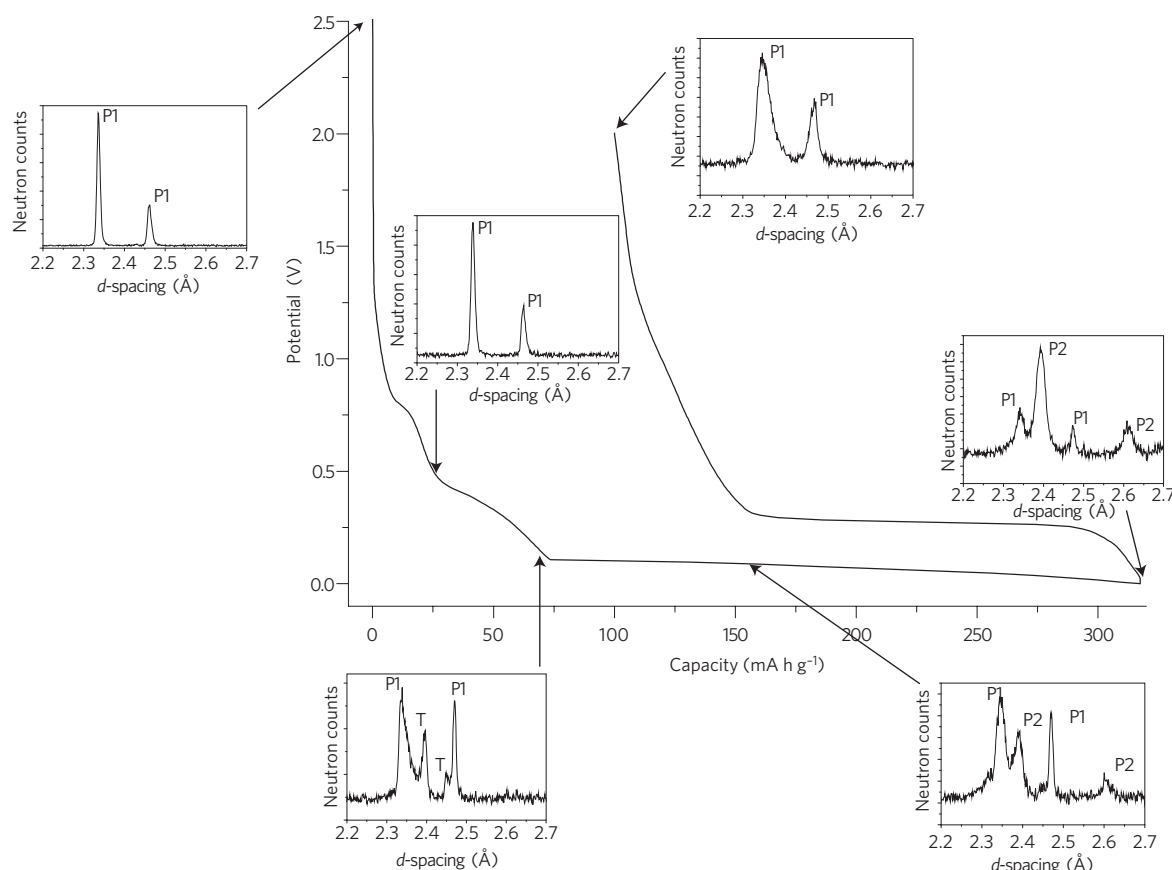 2.5
2.0
1.5
1.0
0.5
0.0
Potential (V)
0 50 100 150 200 250 300
Capacity (mA h g⁻¹)
P1
P1
Neutron counts
2.2 2.3 2.4 2.5 2.6 2.7
d-spacing (Å)
P1
P1
Neutron counts
2.2 2.3 2.4 2.5 2.6 2.7
d-spacing (Å)
P1
P1
Neutron counts
2.2 2.3 2.4 2.5 2.6 2.7
d-spacing (Å)
P2
P1
P1
P2
Neutron counts
2.2 2.3 2.4 2.5 2.6 2.7
d-spacing (Å)
P1
P1
T
T
Neutron counts
2.2 2.3 2.4 2.5 2.6 2.7
d-spacing (Å)
P1
P2
P1
P2
Neutron counts
2.2 2.3 2.4 2.5 2.6 2.7
d-spacing (Å)